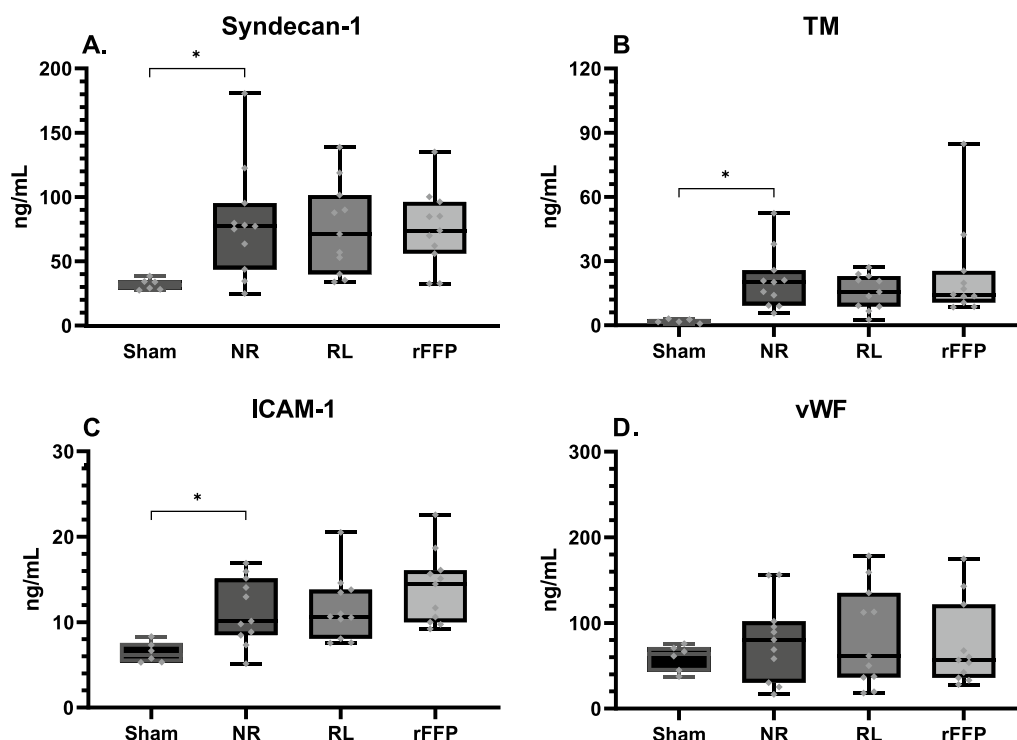 Syndecan-1
A.
*
200
150
100
50
0
ng/mL
Sham NR RL rFFP
TM
B
*
120
90
60
30
0
ng/mL
Sham NR RL rFFP
ICAM-1
C
*
30
20
10
0
ng/mL
Sham NR RL rFFP
vWF
D.
300
200
100
0
ng/mL
Sham NR RL rFFP